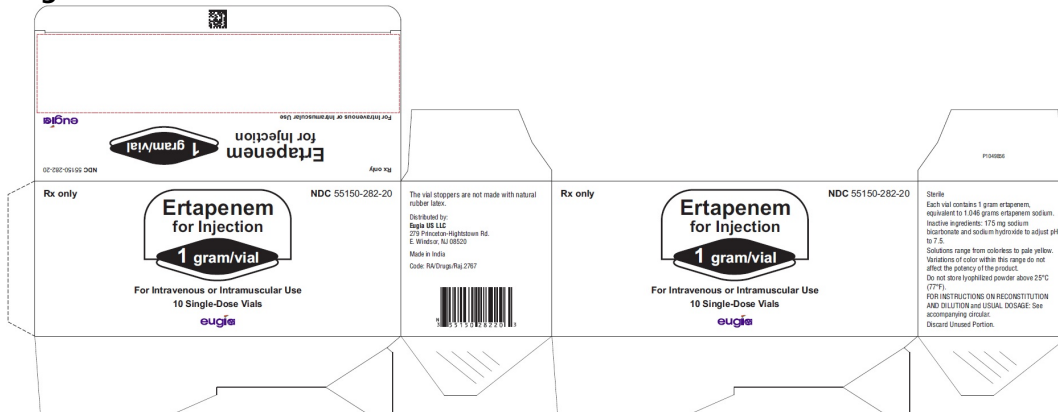 eugia
For Intravenous or Intramuscular Use
1 gram/vial
for Injection
Ertapenem
NDC 55150-282-20
Rx only
Rx only
NDC 55150-282-20
Ertapenem
for Injection
1 gram/vial
For Intravenous or Intramuscular Use
10 Single-Dose Vials
eugia
The vial stoppers are not made with natural
rubber latex.
Distributed by:
Eugia US LLC
279 Princeton-Hightstown Rd.
E. Windsor, NJ 08520
Made in India
Code: RA/Drugs/Raj.2767
N
3 55150 28220 3
Rx only
NDC 55150-282-20
Ertapenem
for Injection
1 gram/vial
For Intravenous or Intramuscular Use
10 Single-Dose Vials
eugia
Sterile
Each vial contains 1 gram ertapenem,
equivalent to 1.046 grams ertapenem sodium.
Inactive ingredients: 175 mg sodium
bicarbonate and sodium hydroxide to adjust pH
to 7.5.
Solutions range from colorless to pale yellow.
Variations of color within this range do not
affect the potency of the product.
Do not store lyophilized powder above 25°C
(77°F).
FOR INSTRUCTIONS ON RECONSTITUTION
AND DILUTION and USUAL DOSAGE: See
accompanying circular.
Discard Unused Portion.